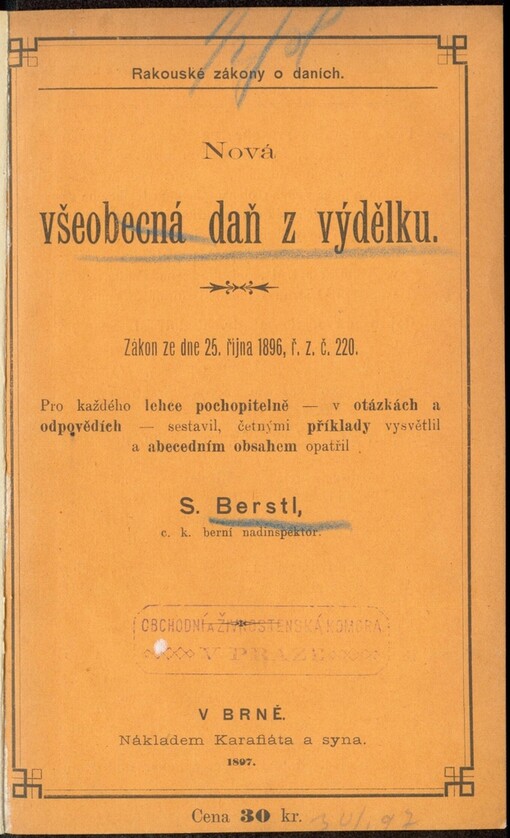 Rakouské zákony o daních.
Nová
všeobecná daň z výdělku.
Zákon ze dne 25. října 1896, ř. z. č. 220.
Pro každého lehce pochopitelně — v otázkách a
odpovědích — sestavil, četnými příklady vysvětlil
a abecedním obsahem opatřil
S. Berstl,
c. k. berní nadinspektor.
OBCHODNÍ A ŽIVNOSTENSKÁ KOMORA
V PRAZE
V BRNĚ.
Nákladem Karafiáta a syna.
1897.
Cena 30 kr.